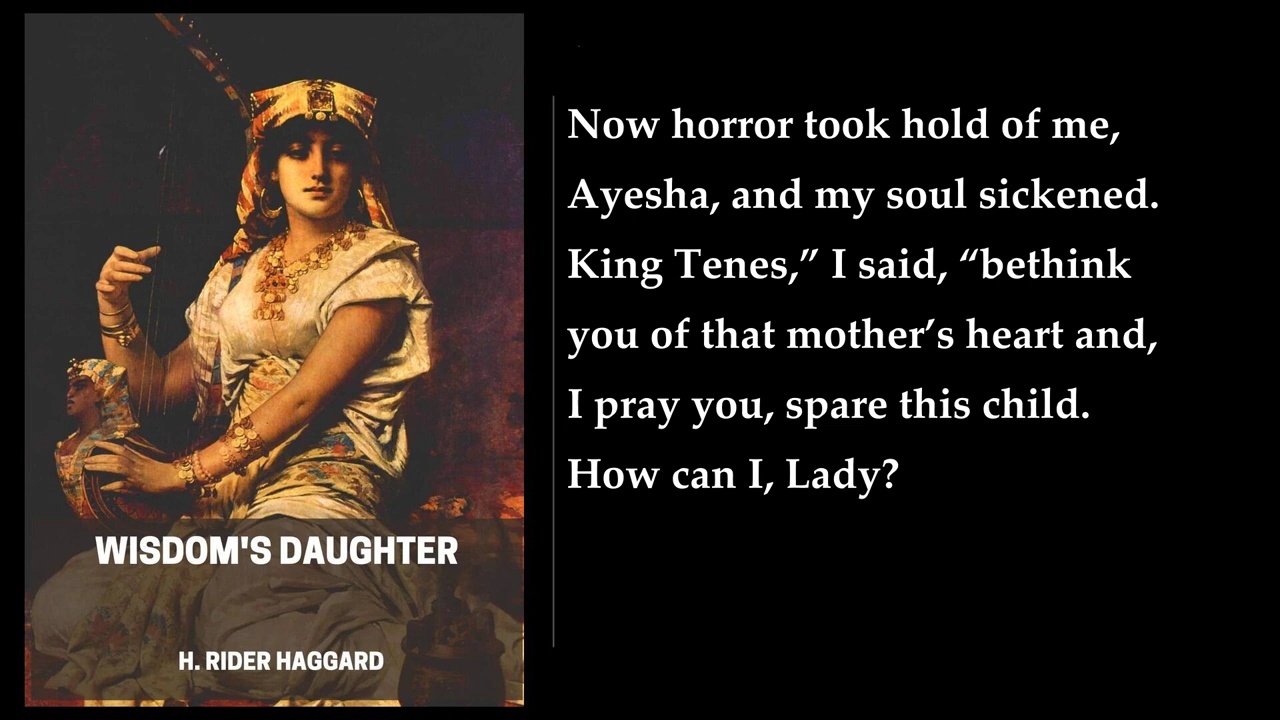 WISDOM'S DAUGHTER
H. RIDER HAGGARD
Now horror took hold of me,
Ayesha, and my soul sickened.
King Tenes,” I said, “bethink
you of that mother’s heart and,
I pray you, spare this child.
How can I, Lady?